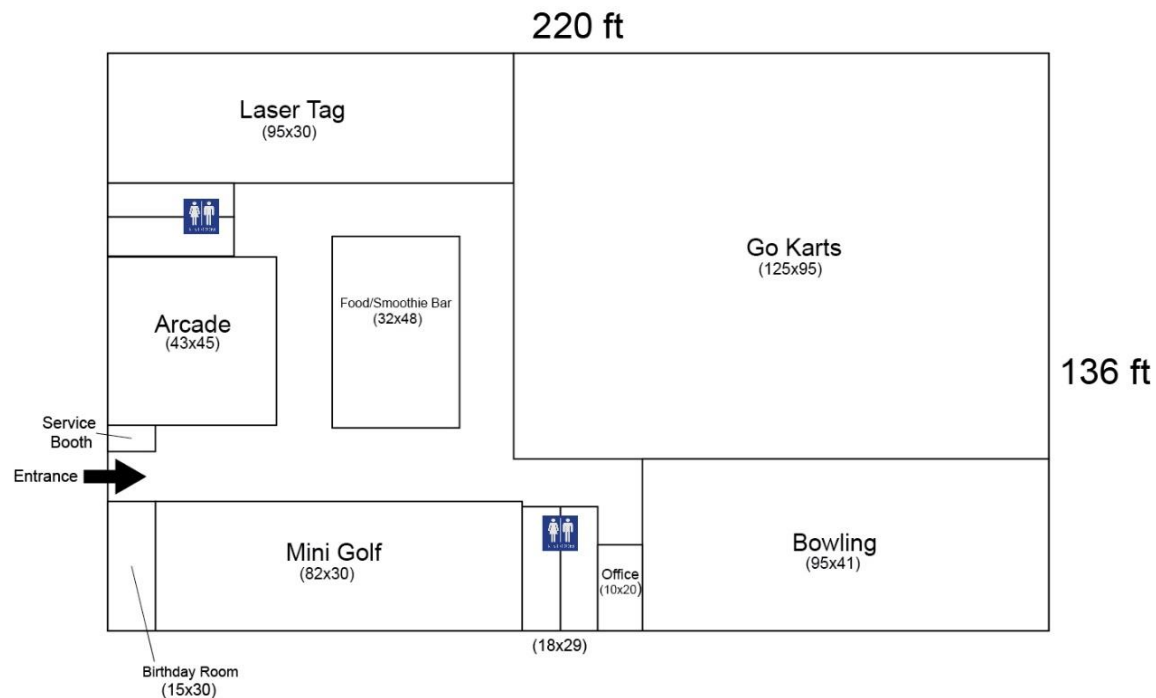 220 ft
Laser Tag
(95x30)
Go Karts
(125x95)
Food/Smoothie Bar
(32x48)
Arcade
(43x45)
136 ft
Service
Booth
Entrance
Mini Golf
(82x30)
Bowling
(95x41)
Office
(10x20)
(18x29)
Birthday Room
(15x30)